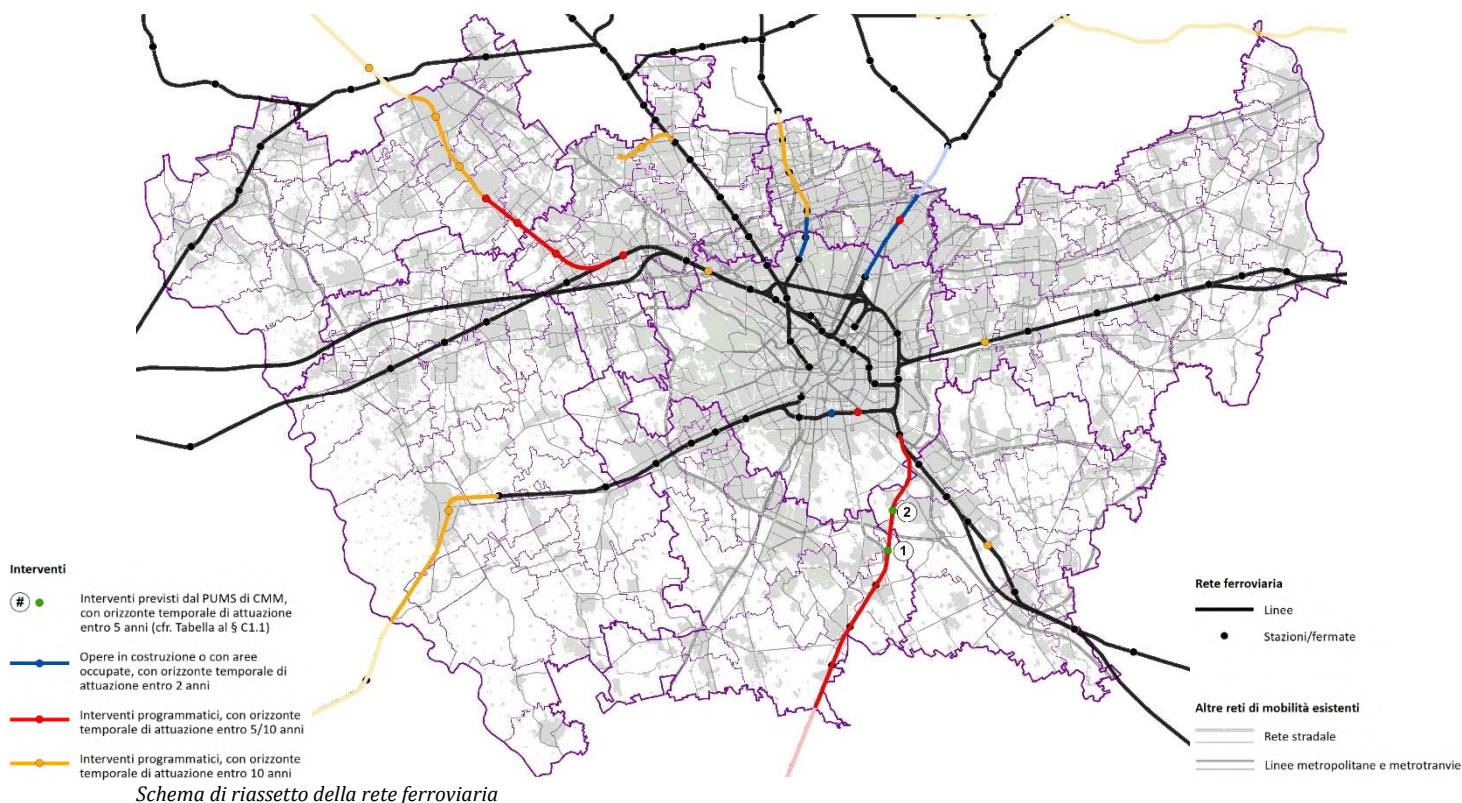 2
1
Interventi
# Interventi previsti dal PUMS di CMM,
con orizzonte temporale di attuazione
entro 5 anni (cfr. Tabella al § C1.1)
Opere in costruzione o con aree
occupate, con orizzonte temporale di
attuazione entro 2 anni
Interventi programmatici, con orizzonte
temporale di attuazione entro 5/10 anni
Interventi programmatici, con orizzonte
temporale di attuazione entro 10 anni
Rete ferroviaria
Linee
Stazioni/fermate
Altre reti di mobilità esistenti
Rete stradale
Linee metropolitane e metrotranvie
Schema di riassetto della rete ferroviaria